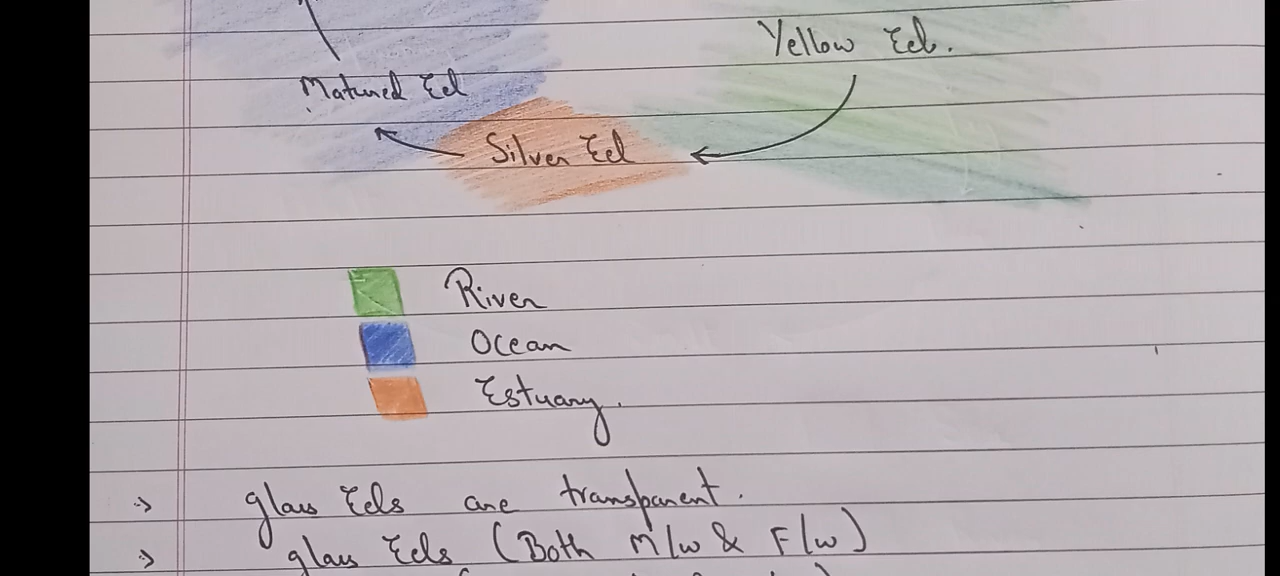 Yellow Eel.
Matured Eel
Silver Eel
River
Ocean
Estuary.
glass Eels are transparent.
glass Eels (Both M/w & F/w)